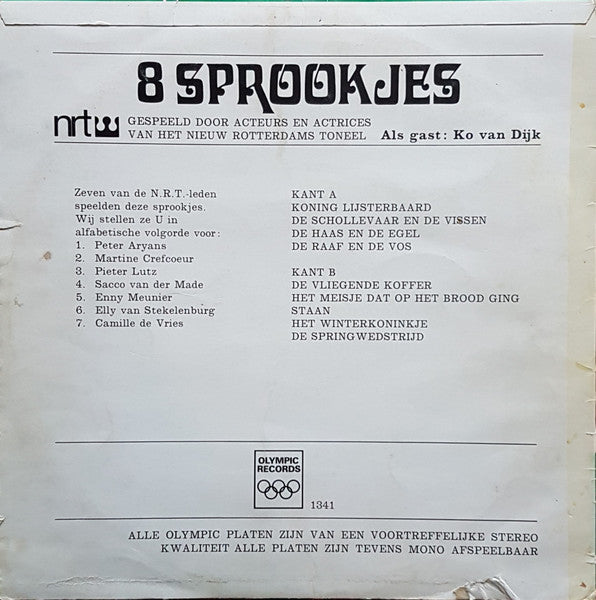 8 SPROOKJES
nrtw GESPEELD DOOR ACTEURS EN ACTRICES
VAN HET NIEUW ROTTERDAMS TONEEL Als gast: Ko van Dijk
Zeven van de N.R.T.-leden
speelden deze sprookjes.
Wij stellen ze U in
alfabetische volgorde voor:
1. Peter Aryans
2. Martine Crefcoeur
3. Pieter Lutz
4. Sacco van der Made
5. Enny Meunier
6. Elly van Stekelenburg
7. Camille de Vries
KANT A
KONING LIJSTERBAARD
DE SCHOLLEVAAR EN DE VISSEN
DE HAAS EN DE EGEL
DE RAAF EN DE VOS
KANT B
DE VLIEGENDE KOFFER
HET MEISJE DAT OP HET BROOD GING
STAAN
HET WINTERKONINKJE
DE SPRINGWEDSTRIJD
OLYMPIC
RECORDS
1341
ALLE OLYMPIC PLATEN ZIJN VAN EEN VOORTREFFELIJKE STEREO
KWALITEIT ALLE PLATEN ZIJN TEVENS MONO AFSPEELBAAR